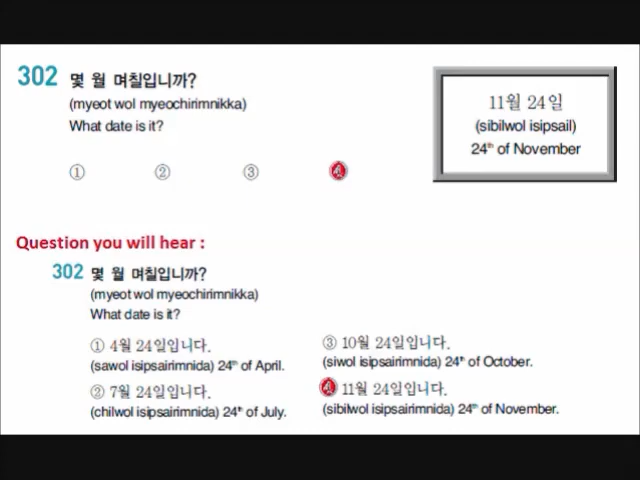 302 몇 월 며칠입니까?
(myeot wol myeochirimnikka)
What date is it?
① ② ③ ④
11월 24일
(sibilwol isipsail)
24th of November
Question you will hear :
302 몇 월 며칠입니까?
(myeot wol myeochirimnikka)
What date is it?
① 4월 24일입니다.
(sawol isipsairimnida) 24th of April.
② 7월 24일입니다.
(chilwol isipsairimnida) 24th of July.
③ 10월 24일입니다.
(siwol isipsairimnida) 24th of October.
④ 11월 24일입니다.
(sibilwol isipsairimnida) 24th of November.